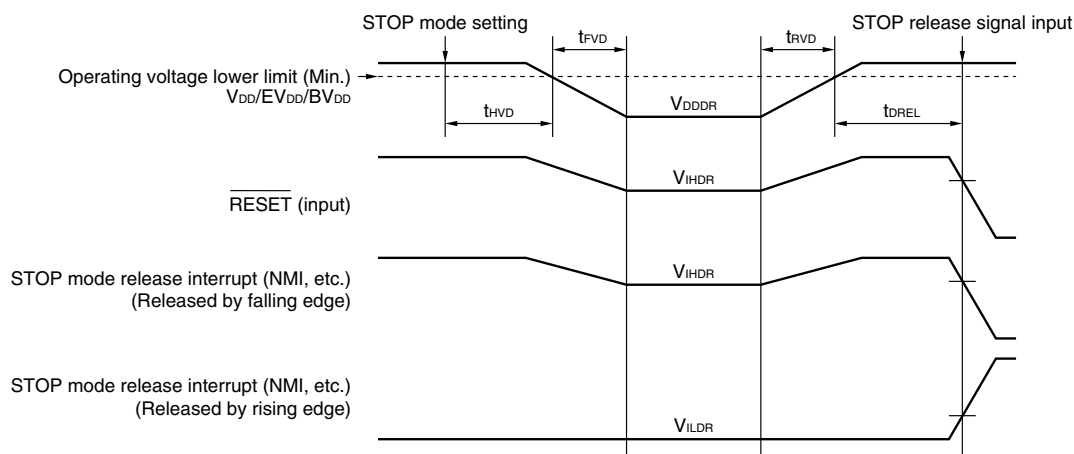 STOP mode setting
STOP release signal input
tFVD
tRVD
Operating voltage lower limit (Min.)
VDD/EVDD/BVDD
VDDDR
tHVD
tDREL
VIHDR
RESET (input)
VIHDR
STOP mode release interrupt (NMI, etc.)
(Released by falling edge)
STOP mode release interrupt (NMI, etc.)
(Released by rising edge)
VILDR